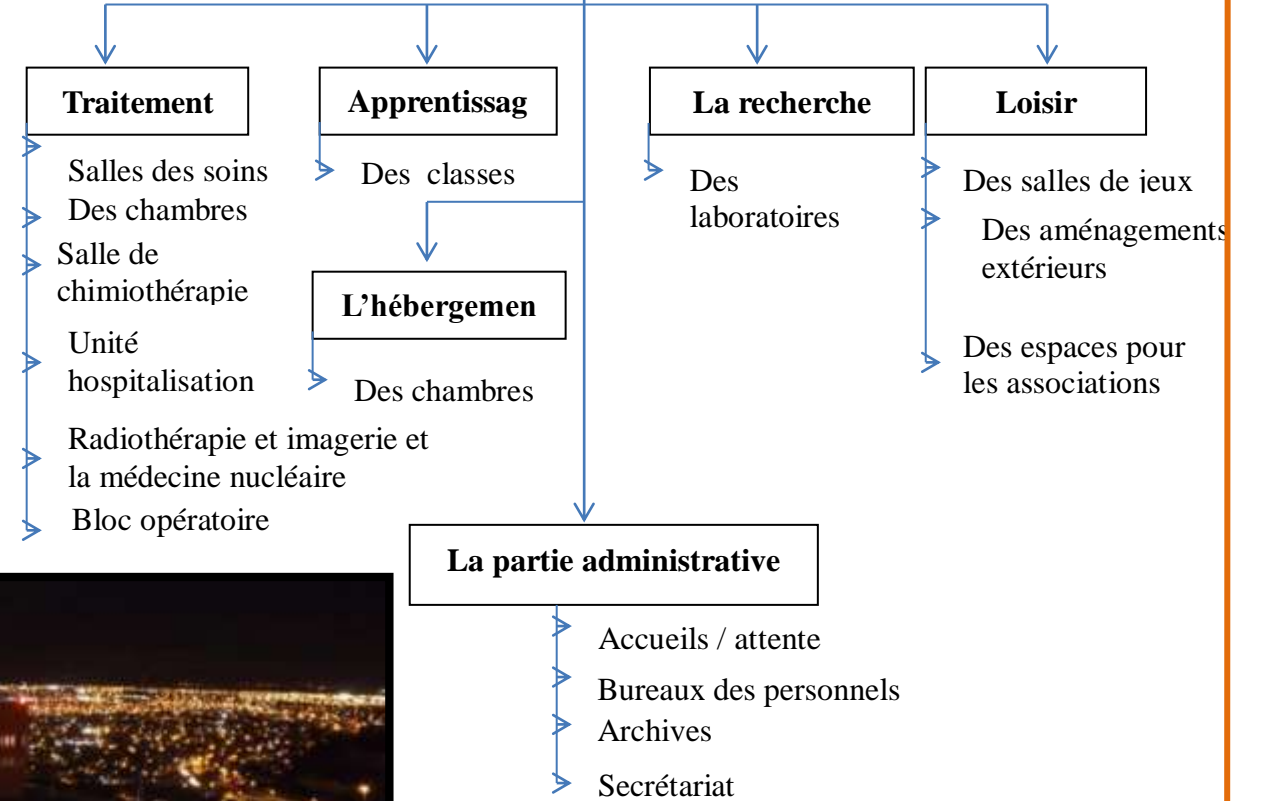 Traitement
Salles des soins
Des chambres
Salle de
chimiothérapie
Unité
hospitalisation
Radiothérapie et imagerie et
la médecine nucléaire
Bloc opératoire
Apprentissag
Des classes
L’hébergemen
Des chambres
La recherche
Des
laboratoires
Loisir
Des salles de jeux
Des aménagements
extérieurs
Des espaces pour
les associations
La partie administrative
Accueils / attente
Bureaux des personnels
Archives
Secrétariat